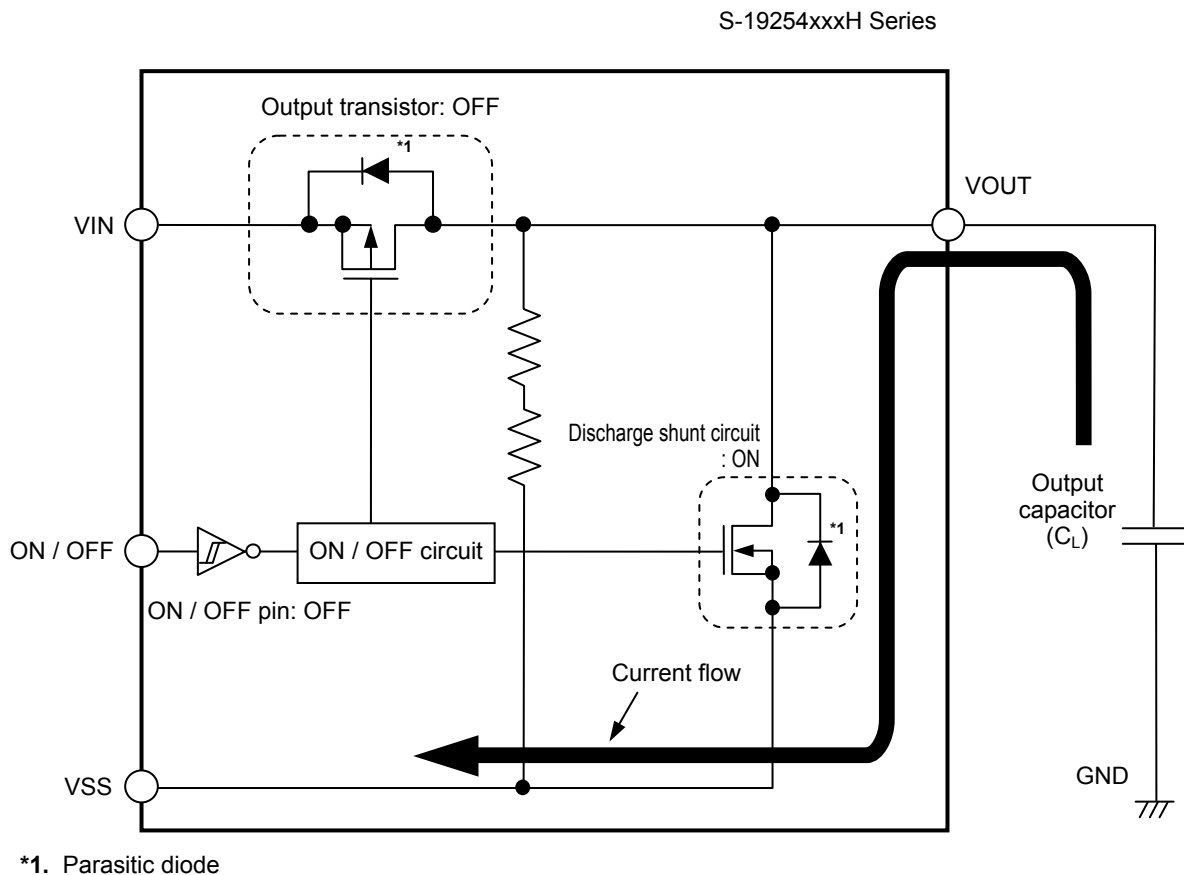 S-19254xxxH Series
Output transistor: OFF
*1
VOUT
VIN
Discharge shunt circuit
: ON
*1
Output
capacitor
(CL)
ON / OFF
ON / OFF circuit
ON / OFF pin: OFF
Current flow
VSS
GND
*1. Parasitic diode